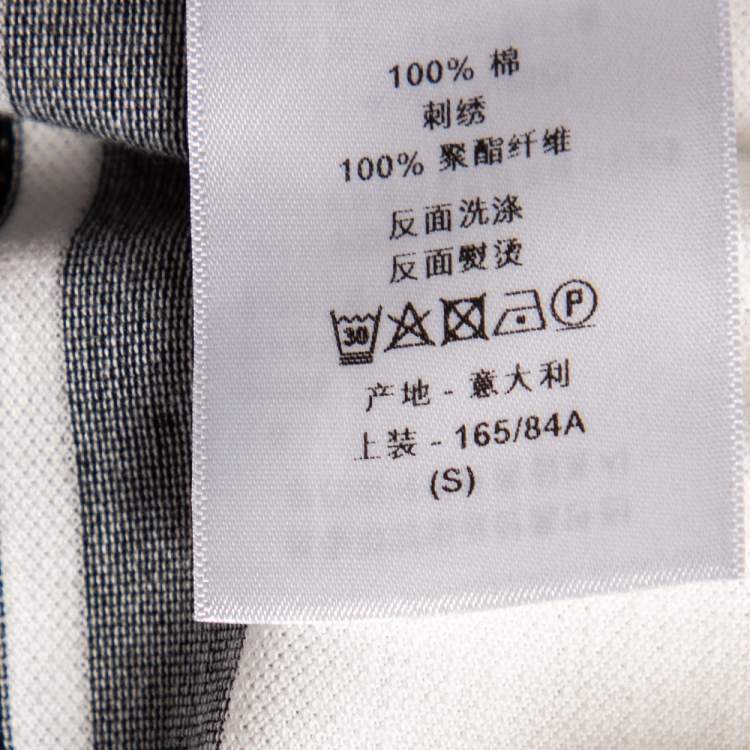 100% 棉
刺绣
100% 聚酯纤维
反面洗涤
反面熨烫
30 P
产地 - 意大利
上装 - 165/84A
(S)